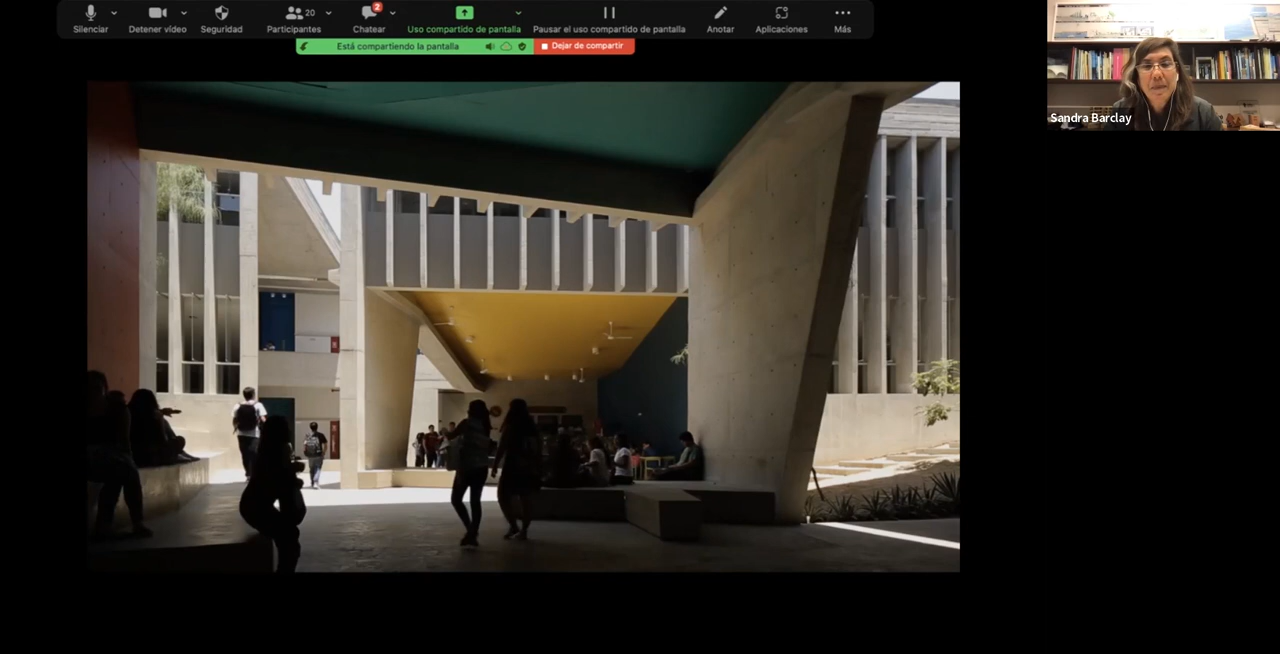 Silenciar
Detener vídeo
Seguridad
Participantes
20
Chatear
2
Uso compartido de pantalla
Pausar el uso compartido de pantalla
Anotar
Aplicaciones
Más
Está compartiendo la pantalla
Dejar de compartir
Sandra Barclay